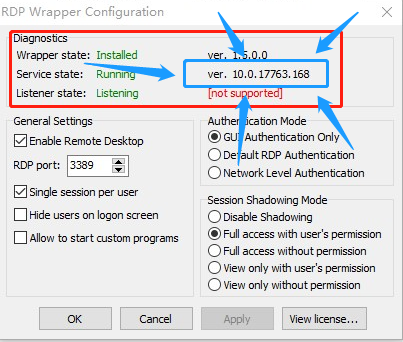 RDP Wrapper Configuration
Diagnostics
Wrapper state: Installed ver. 1.6.0.0
Service state: Running ver. 10.0.17763.168
Listener state: Listening [not supported]
General Settings
Enable Remote Desktop
RDP port: 3389
Single session per user
Hide users on logon screen
Allow to start custom programs
Authentication Mode
GUI Authentication Only
Default RDP Authentication
Network Level Authentication
Session Shadowing Mode
Disable Shadowing
Full access with user's permission
Full access without permission
View only with user's permission
View only without permission
OK Cancel Apply View license...